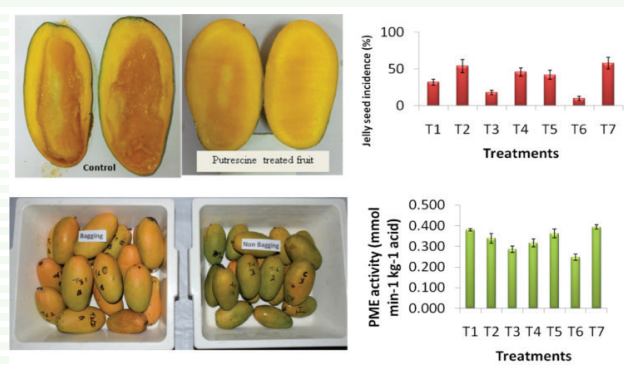 Control
Putrescine treated fruit
Jelly seed incidence (%)
100
50
0
T1 T2 T3 T4 T5 T6 T7
Treatments
Bagging
Non Bagging
PME activity (mmol
min-1 kg-1 acid)
0.500
0.400
0.300
0.200
0.100
0.000
T1 T2 T3 T4 T5 T6 T7
Treatments